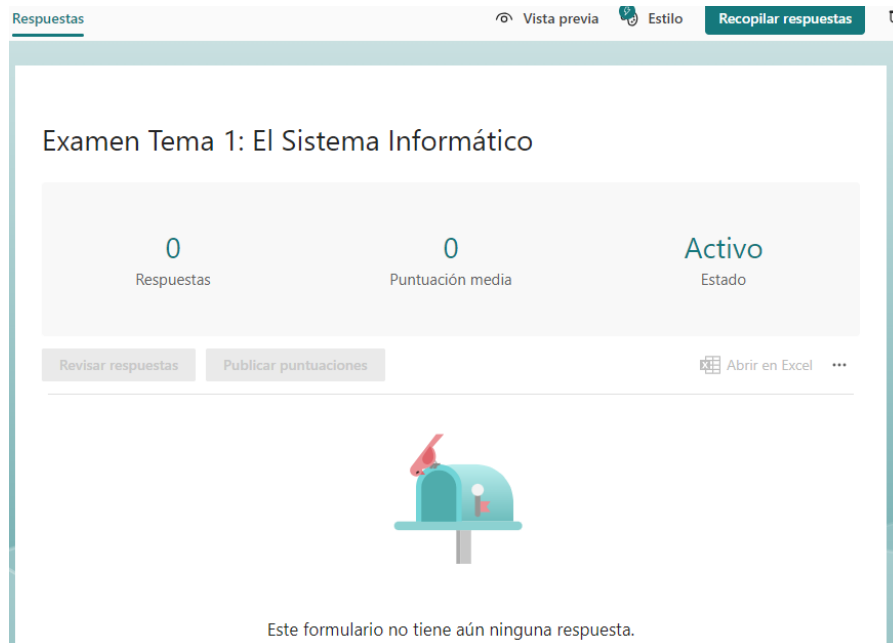 Respuestas Vista previa Estilo Recopilar respuestas
Examen Tema 1: El Sistema Informático
0 0 Activo
Respuestas Puntuación media Estado
Revisar respuestas Publicar puntuaciones Abrir en Excel ...
Este formulario no tiene aún ninguna respuesta.